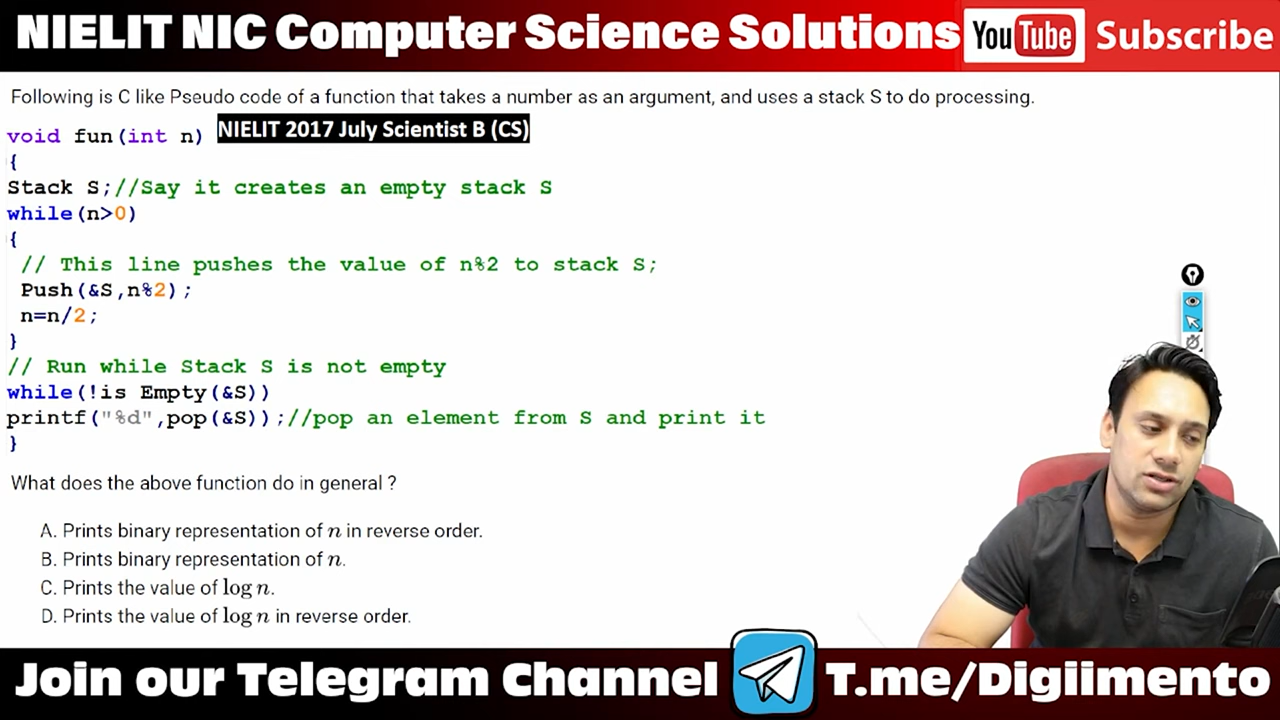 NIELIT NIC Computer Science Solutions YouTube Subscribe
Following is C like Pseudo code of a function that takes a number as an argument, and uses a stack S to do processing.
void fun(int n) NIELIT 2017 July Scientist B (CS)
{
Stack S;//Say it creates an empty stack S
while(n>0)
{
// This line pushes the value of n%2 to stack S;
Push(&S,n%2);
n=n/2;
}
// Run while Stack S is not empty
while(!is Empty(&S))
printf("%d",pop(&S));//pop an element from S and print it
}
What does the above function do in general ?
A. Prints binary representation of n in reverse order.
B. Prints binary representation of n.
C. Prints the value of log n.
D. Prints the value of log n in reverse order.
Join our Telegram Channel T.me/Digiimento